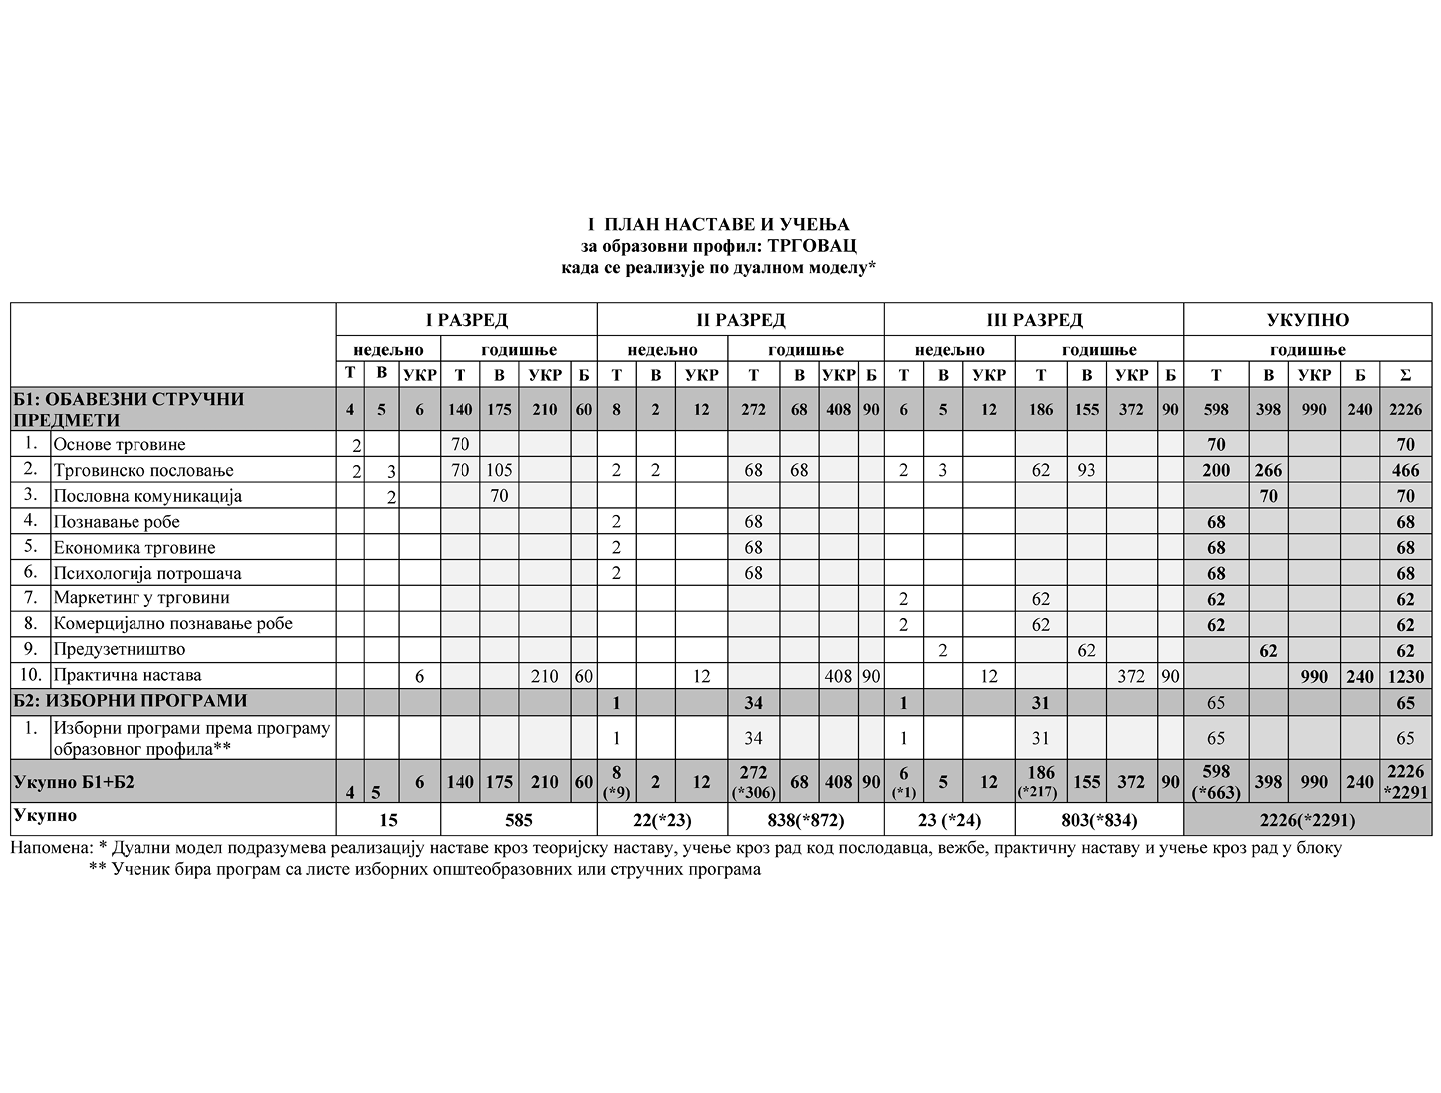 I ПЛАН НАСТАВЕ И УЧЕЊА
за образовни профил: ТРГОВАЦ
када се реализује по дуалном моделу*
I РАЗРЕД II РАЗРЕД III РАЗРЕД УКУПНО
недељно годишње недељно годишње недељно годишње годишње
Т В УКР Т В УКР Б Т В УКР Т В УКР Б Т В УКР Т В УКР Б Т В УКР Б Σ
Б1: ОБАВЕЗНИ СТРУЧНИ
ПРЕДМЕТИ 4 5 6 140 175 210 60 8 2 12 272 68 408 90 6 5 12 186 155 372 90 598 398 990 240 2226
1. Основе трговине 2 70 70 70
2. Трговинско пословање 2 3 70 105 2 2 68 68 2 3 62 93 200 266 466
3. Пословна комуникација 2 70 70 70
4. Познавање робе 2 68 68 68
5. Економика трговине 2 68 68 68
6. Психологија потрошача 2 68 68 68
7. Маркетинг у трговини 2 62 62 62
8. Комерцијално познавање робе 2 62 62 62
9. Предузетништво 2 62 62 62
10. Практична настава 6 210 60 12 408 90 12 372 90 990 240 1230
Б2: ИЗБОРНИ ПРОГРАМИ 1 34 1 31 65 65
1. Изборни програми према програму
образовног профила** 1 34 1 31 65 65
Укупно Б1+Б2 4 5 6 140 175 210 60 8 2 12 272 68 408 90 6 5 12 186 155 372 90 598 398 990 240 2226
(*9) (*306) (*1) (*217) (*663) *2291
Укупно 15 585 22(*23) 838(*872) 23 (*24) 803(*834) 2226(*2291)
Напомена: * Дуални модел подразумева реализацију наставе кроз теоријску наставу, учење кроз рад код послодавца, вежбе, практичну наставу и учење кроз рад у блоку
** Ученик бира програм са листе изборних општеобразовних или стручних програма